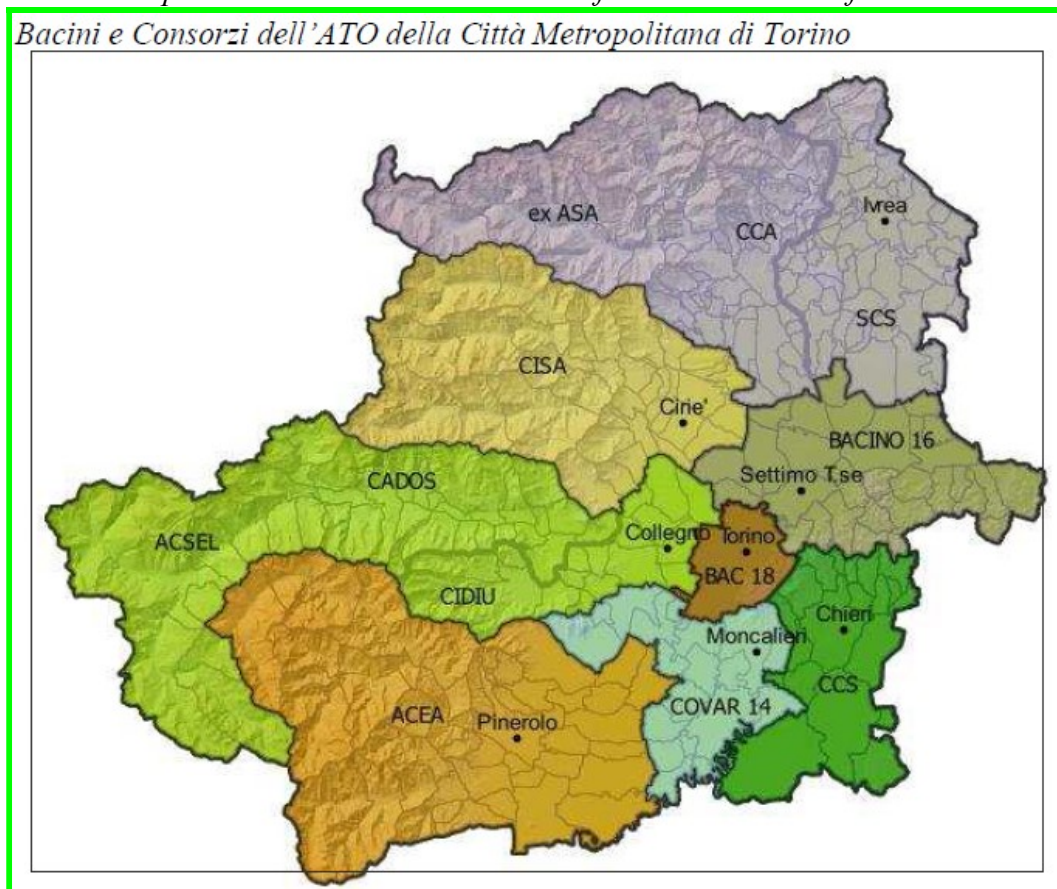 Bacini e Consorzi dell'ATO della Città Metropolitana di Torino
ex ASA
CCA
Ivrea
SCS
CISA
Cirie'
BACINO 16
Settimo T.se
CADOS
ACSEL
Collegno
Torino
BAC 18
CIDIU
Chieri
Moncalieri
CCS
COVAR 14
ACEA
Pinerolo